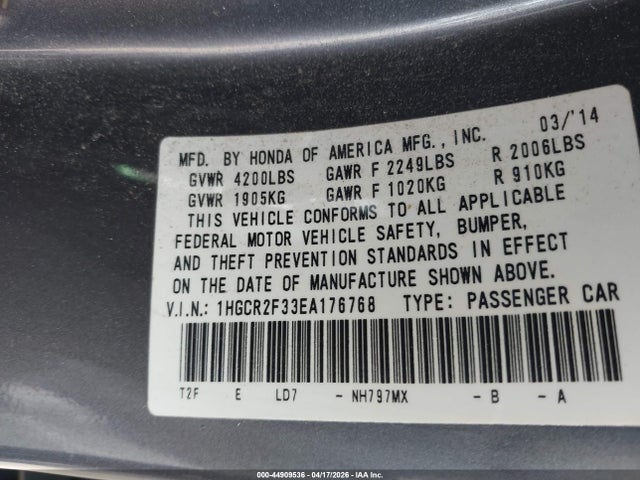 MFD. BY HONDA OF AMERICA MFG., INC. 03/'14
GVWR 4200LBS GAWR F 2249LBS R 2006LBS
GVWR 1905KG GAWR F 1020KG R 910KG
THIS VEHICLE CONFORMS TO ALL APPLICABLE
FEDERAL MOTOR VEHICLE SAFETY, BUMPER,
AND THEFT PREVENTION STANDARDS IN EFFECT
ON THE DATE OF MANUFACTURE SHOWN ABOVE.
V.I.N.: 1HGCR2F33EA176768 TYPE: PASSENGER CAR
T2F E LD7 - NH797MX - B - A
000-44909536 - 04/17/2026 - IAA Inc.